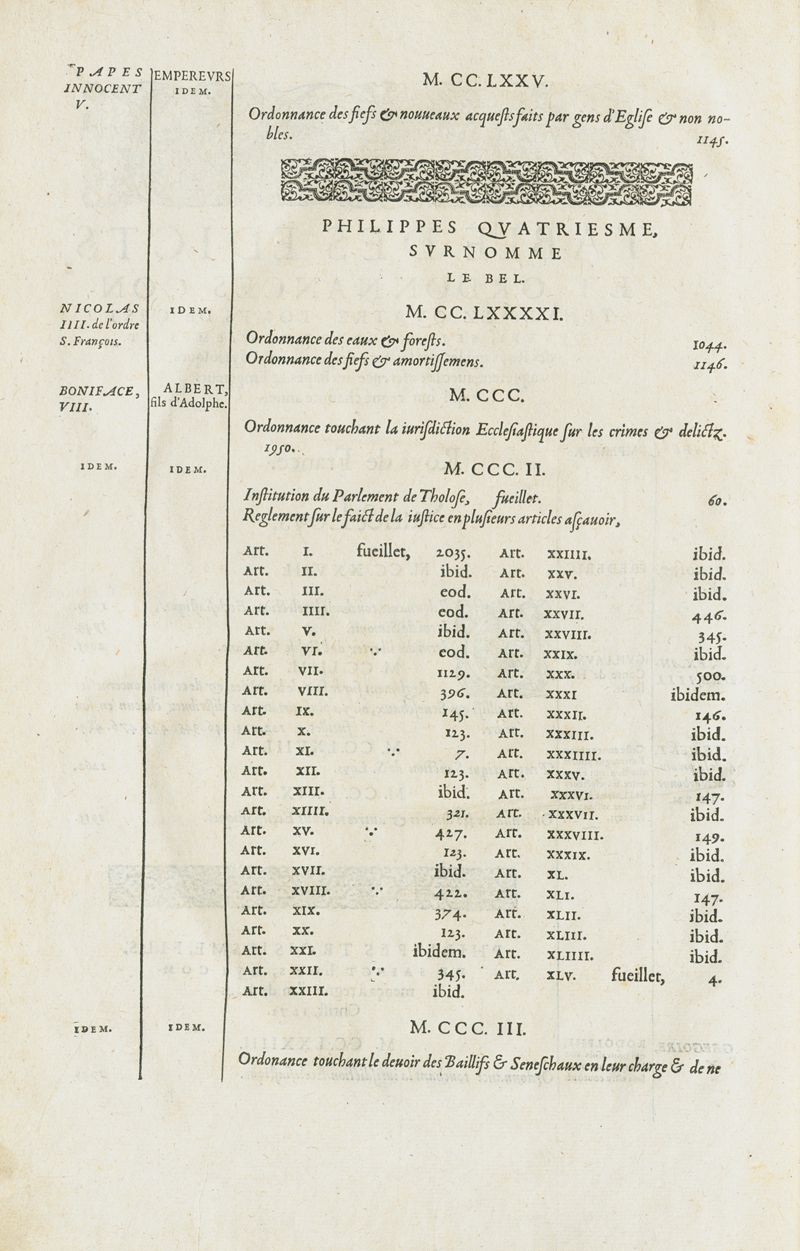 PAPES EMPEREVRS M. CC. LXXV.
INNOCENT IDEM.
V.
Ordonnance des fiefs & nouueaux acquests faits par gens d'Eglise & non no-
bles. 1145.
PHILIPPES QVATRIESME,
SVRNOMME
LE BEL.
NICOLAS IDEM. M. CC. LXXXXI.
IIII. de l'ordre
S. François.
Ordonnance des eaux & forests. 1044.
Ordonnance des fiefs & amortissemens. 1146.
BONIFACE, ALBERT, M. CCC.
VIII. fils d'Adolphe.
Ordonnance touchant la iurisdiction Ecclesiastique sur les crimes & delictz.
1950.
IDEM. IDEM. M. CCC. II.
Institution du Parlement de Tholose, fueillet. 60.
Reglement sur le faict de la iustice en plusieurs articles asçauoir,
Art. I. fueillet, 2035. Art. XXIIII. ibid.
Art. II. ibid. Art. XXV. ibid.
Art. III. eod. Art. XXVI. ibid.
Art. IIII. eod. Art. XXVII. 446.
Art. V. ibid. Art. XXVIII. 345.
Art. VI. eod. Art. XXIX. ibid.
Art. VII. 1129. Art. XXX. 500.
Art. VIII. 396. Art. XXXI ibidem.
Art. IX. 145. Art. XXXII. 146.
Art. X. 123. Art. XXXIII. ibid.
Art. XI. 7. Art. XXXIIII. ibid.
Art. XII. 123. Art. XXXV. ibid.
Art. XIII. ibid. Art. XXXVI. 147.
Art. XIIII. 321. Art. XXXVII. ibid.
Art. XV. 427. Art. XXXVIII. 149.
Art. XVI. 123. Art. XXXIX. ibid.
Art. XVII. ibid. Art. XL. ibid.
Art. XVIII. 422. Art. XLI. 147.
Art. XIX. 374. Art. XLII. ibid.
Art. XX. 123. Art. XLIII. ibid.
Art. XXI. ibidem. Art. XLIIII. ibid.
Art. XXII. 345. Art. XLV. fueillet, 4.
Art. XXIII. ibid.
IDEM. IDEM. M. CCC. III.
Ordonance touchant le deuoir des Baillifs & Seneschaux en leur charge & de ne